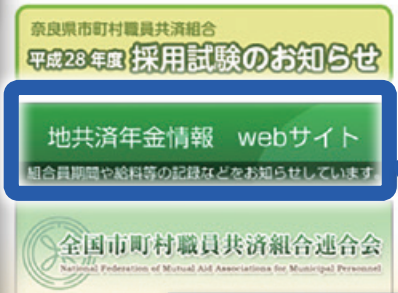 奈良県市町村職員共済組合
平成28年度 採用試験のお知らせ
地共済年金情報 webサイト
組合員期間や給料等の記録などをお知らせしています
全国市町村職員共済組合連合会
National Federation of Mutual Aid Associations for Municipal Personnel